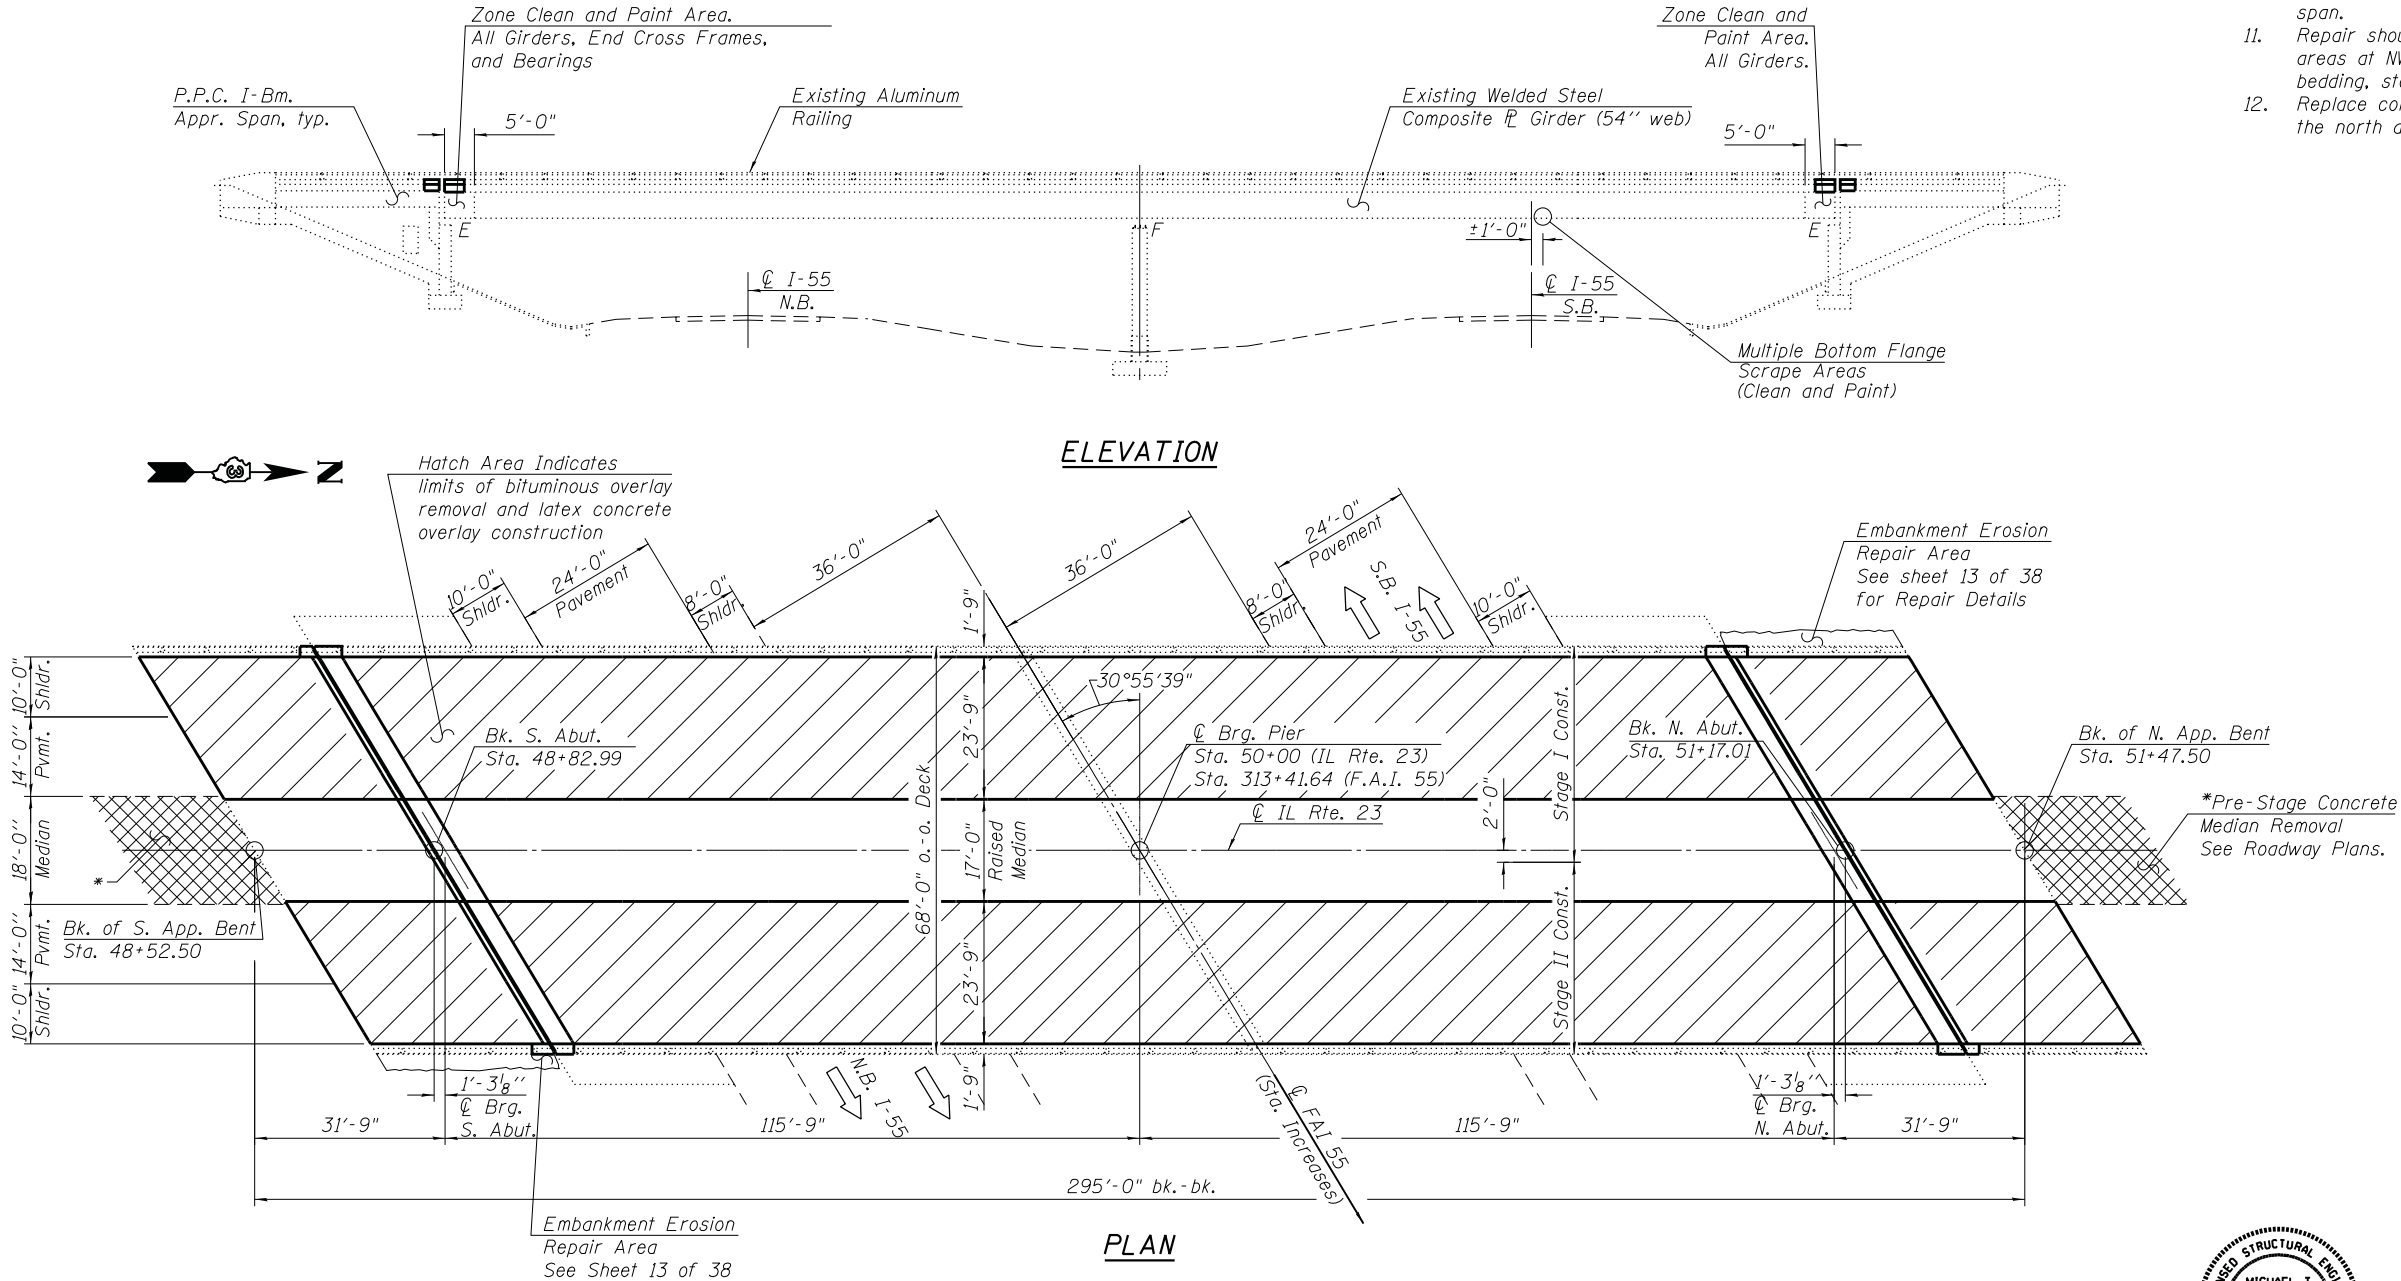 Zone Clean and Paint Area.
All Girders, End Cross Frames,
and Bearings
Zone Clean and
Paint Area.
All Girders.
span.
11.
areas at
bedding,
12. Replace
the north
P.P.C. I-Bm.
Appr. Span, typ.
5'-0"
Existing Aluminum
Railing
Existing Welded Steel
Composite ℄ Girder (54'' web)
5'-0"
E
F
±1'-0"
E
℄ I-55
N.B.
℄ I-55
S.B.
Multiple Bottom Flange
Scrape Areas
(Clean and Paint)
ELEVATION
3
N
Hatch Area Indicates
limits of bituminous overlay
removal and latex concrete
overlay construction
10'-0"
Shldr.
24'-0"
Pavement
8'-0"
Shldr.
36'-0"
1'-9"
36'-0"
8'-0"
Shldr.
24'-0"
Pavement
S.B. I-55
10'-0"
Shldr.
Embankment Erosion
Repair Area
See sheet 13 of 38
for Repair Details
10'-0"
Shldr.
14'-0"
Pvmt.
18'-0"
Median
14'-0"
Pvmt.
10'-0"
Shldr.
*
Bk. of S. App. Bent
Sta. 48+52.50
Bk. S. Abut.
Sta. 48+82.99
68'-0" o.-o. Deck
23'-9"
17'-0"
Raised
Median
23'-9"
1'-9"
30°55'39"
℄ Brg. Pier
Sta. 50+00 (IL Rte. 23)
Sta. 313+41.64 (F.A.I. 55)
℄ IL Rte. 23
2'-0"
Stage I Const.
Stage II Const.
Bk. N. Abut.
Sta. 51+17.01
Bk. of N. App. Bent
Sta. 51+47.50
*Pre-Stage Concrete
Median Removal
See Roadway Plans.
1'-3⅛''
℄ Brg.
S. Abut.
N.B. I-55
℄ FAI 55
(Sta. Increases)
1'-3⅛''
℄ Brg.
N. Abut.
31'-9"
115'-9"
115'-9"
31'-9"
295'-0" bk.-bk.
Embankment Erosion
Repair Area
See Sheet 13 of 38
PLAN
STRUCTURAL
MICHAEL